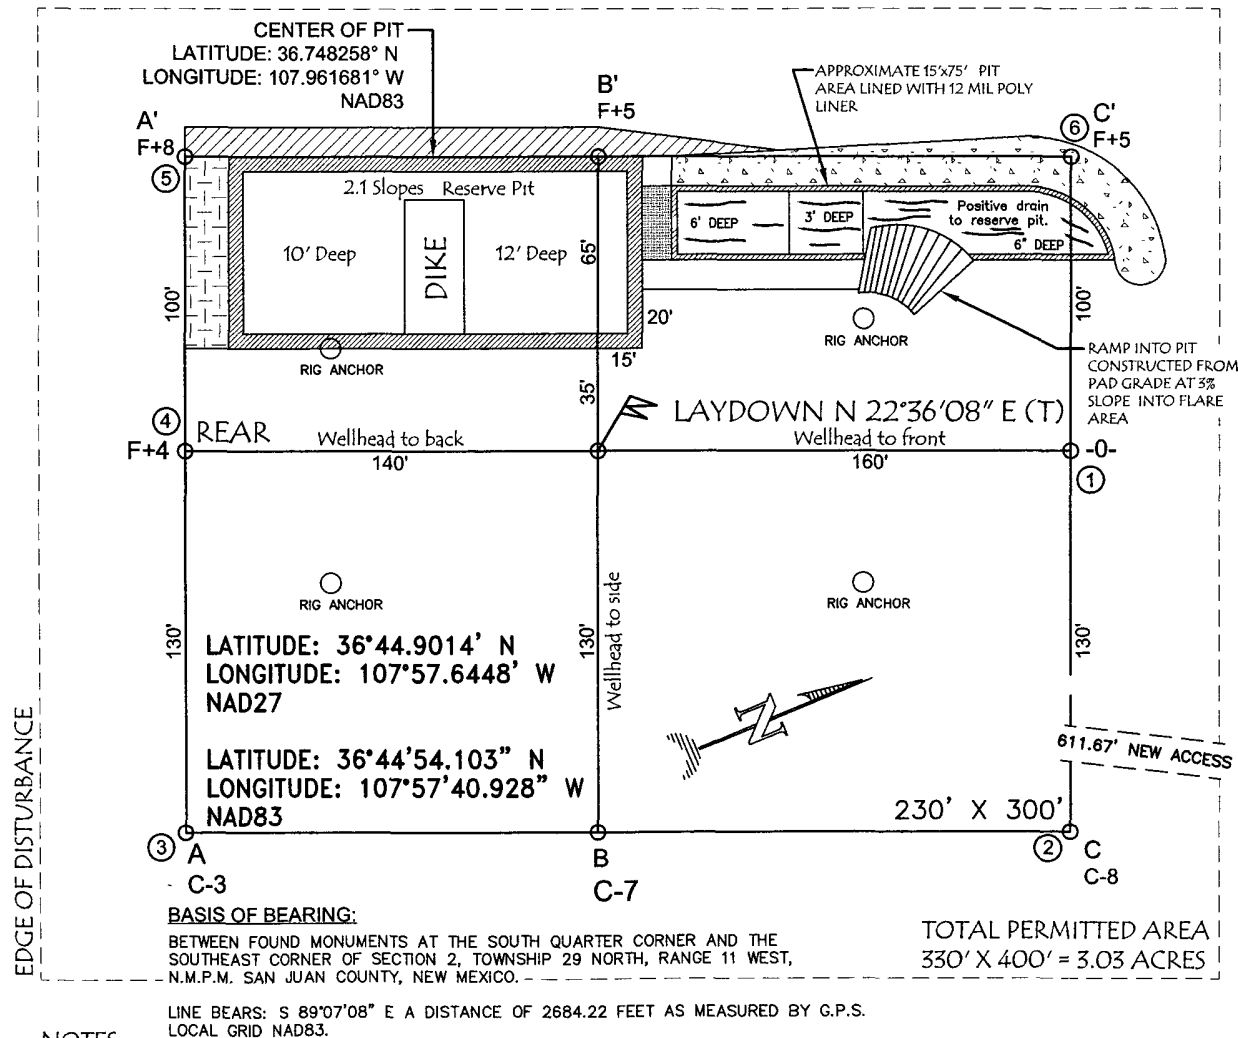 CENTER OF PIT
LATITUDE: 36.748258° N
LONGITUDE: 107.961681° W
NAD83
A'
F+8
5
B'
F+5
APPROXIMATE 15'x75' PIT
AREA LINED WITH 12 MIL POLY
LINER
6
C'
F+5
2.1 Slopes Reserve Pit
10' Deep
DIKE
12' Deep
65'
6' DEEP
3' DEEP
Positive drain
to reserve pit.
6" DEEP
100'
20'
15'
35'
100'
RIG ANCHOR
RIG ANCHOR
RAMP INTO PIT
CONSTRUCTED FROM
PAD GRADE AT 3%
SLOPE INTO FLARE
AREA
4
F+4
REAR
Wellhead to back
140'
LAYDOWN N 22°36'08" E (T)
Wellhead to front
160'
-0-
1
RIG ANCHOR
RIG ANCHOR
130'
130'
Wellhead to side
130'
LATITUDE: 36°44.9014' N
LONGITUDE: 107°57.6448' W
NAD27
LATITUDE: 36°44'54.103" N
LONGITUDE: 107°57'40.928" W
NAD83
N
611.67' NEW ACCESS
230' X 300'
3
A
C-3
B
C-7
2
C
C-8
EDGE OF DISTURBANCE
BASIS OF BEARING:
BETWEEN FOUND MONUMENTS AT THE SOUTH QUARTER CORNER AND THE
SOUTHEAST CORNER OF SECTION 2, TOWNSHIP 29 NORTH, RANGE 11 WEST,
N.M.P.M. SAN JUAN COUNTY, NEW MEXICO.
TOTAL PERMITTED AREA
330' X 400' = 3.03 ACRES
LINE BEARS: S 89°07'08" E A DISTANCE OF 2684.22 FEET AS MEASURED BY G.P.S.
LOCAL GRID NAD83.
NOTES